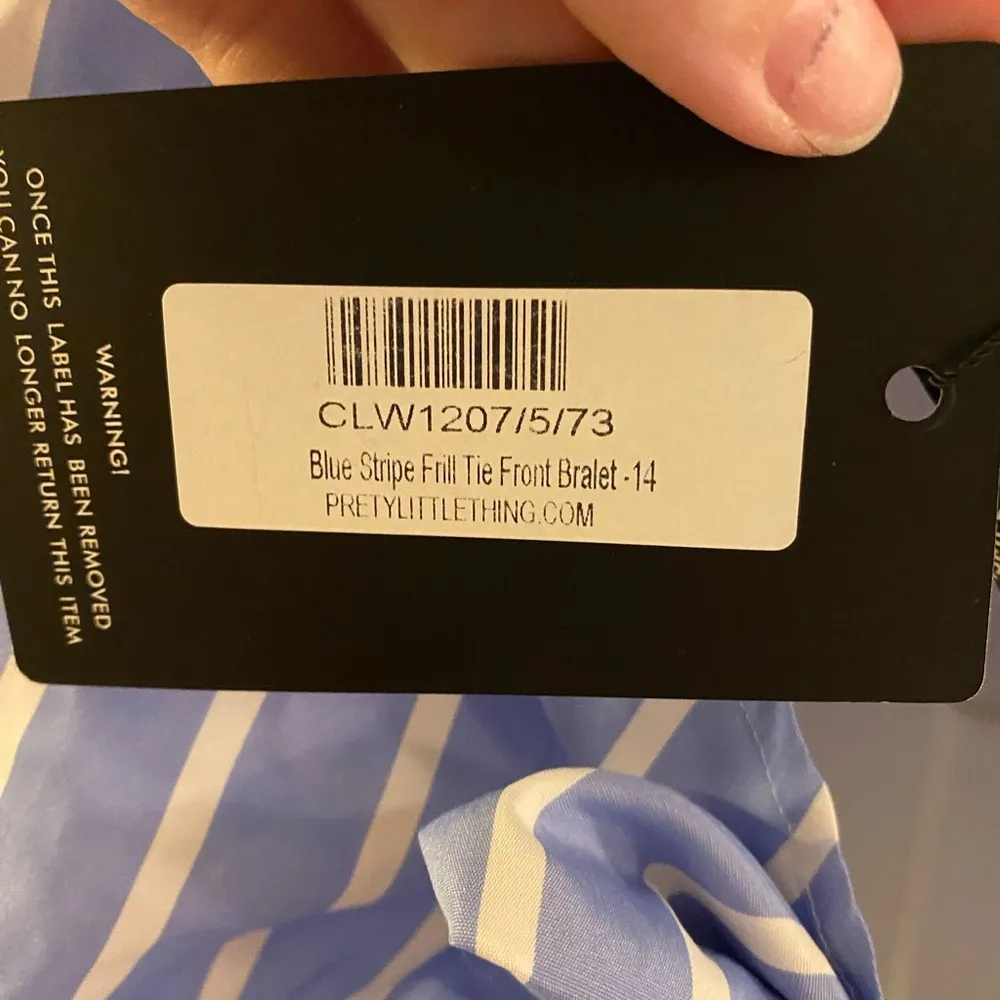 WARNING!
ONCE THIS LABEL HAS BEEN REMOVED
YOU CAN NO LONGER RETURN THIS ITEM
CLW1207/5/73
Blue Stripe Frill Tie Front Bralet -14
PRETYLITTLETHING.COM